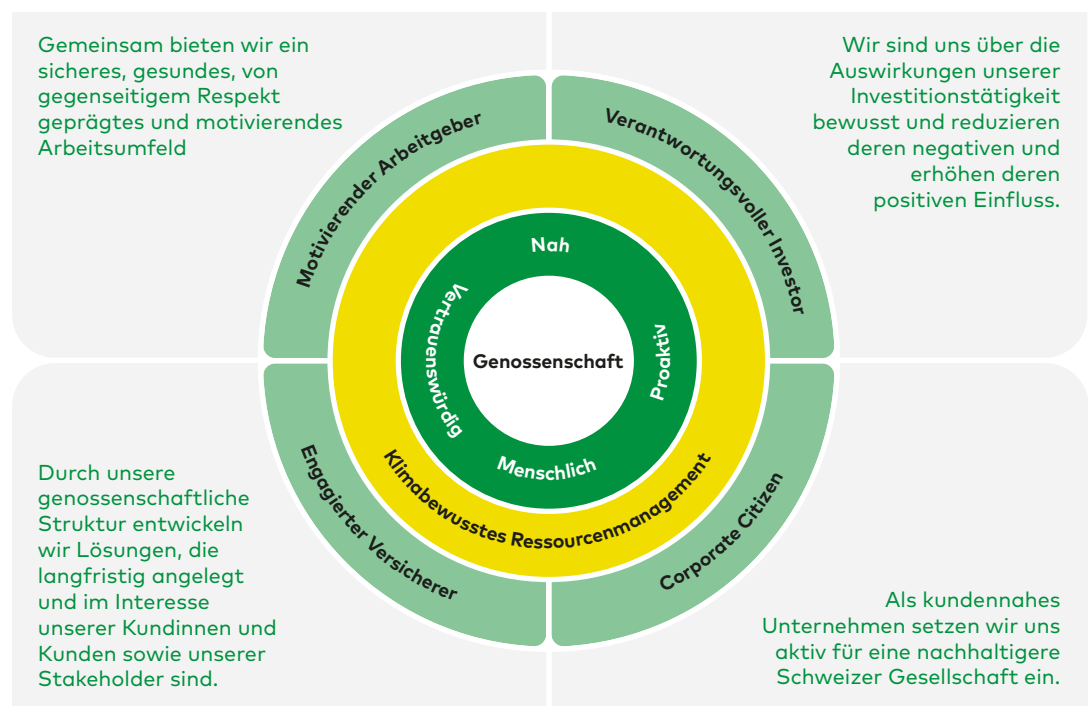 Gemeinsam bieten wir ein
sicheres, gesundes, von
gegenseitigem Respekt
geprägtes und motivierendes
Arbeitsumfeld
Wir sind uns über die
Auswirkungen unserer
Investitionstätigkeit
bewusst und reduzieren
deren negativen und
erhöhen deren
positiven Einfluss.
Motivierender Arbeitgeber
Verantwortungsvoller Investor
Nah
Vertrauenswürdig
Genossenschaft
Proaktiv
Menschlich
Klimabewusstes Ressourcenmanagement
Engagierter Versicherer
Corporate Citizen
Durch unsere
genossenschaftliche
Struktur entwickeln
wir Lösungen, die
langfristig angelegt
und im Interesse
unserer Kundinnen und
Kunden sowie unserer
Stakeholder sind.
Als kundennahes
Unternehmen setzen wir uns
aktiv für eine nachhaltigere
Schweizer Gesellschaft ein.